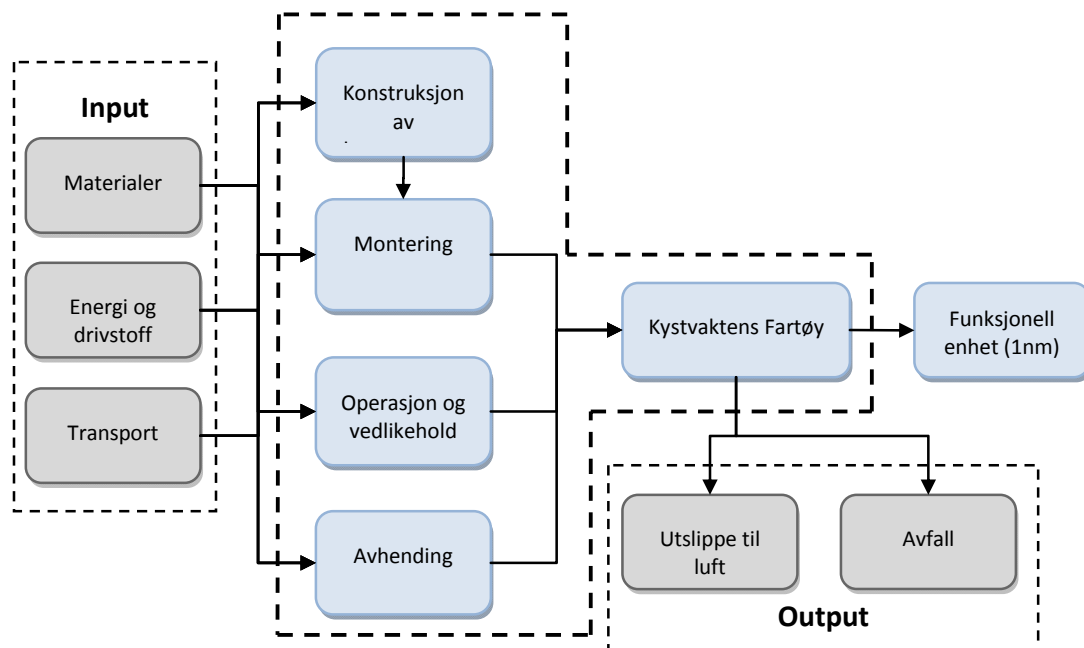 Input
Materialer
Energi og
drivstoff
Transport
Konstruksjon
av
Montering
Operasjon og
vedlikehold
Avhending
Kystvaktens Fartøy
Funksjonell
enhet (1nm)
Utslippe til
luft
Avfall
Output